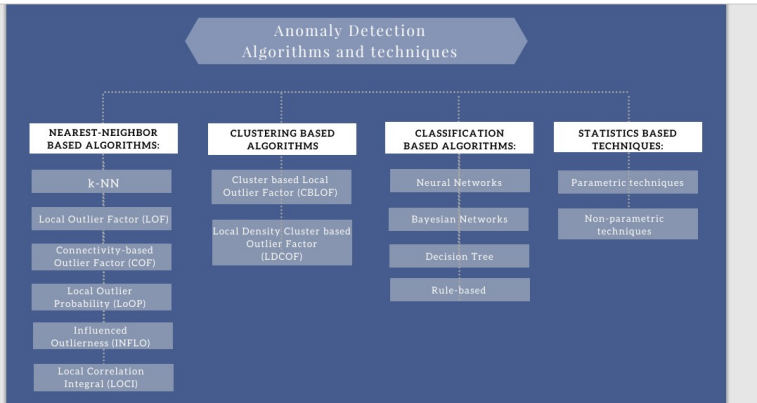 Anomaly Detection
Algorithms and techniques
NEAREST-NEIGHBOR
BASED ALGORITHMS:
k-NN
Local Outlier Factor (LOF)
Connectivity-based
Outlier Factor (COF)
Local Outlier
Probability (LoOP)
Influenced
Outlierness (INFLO)
Local Correlation
Integral (LOCI)
CLUSTERING BASED
ALGORITHMS
Cluster based Local
Outlier Factor (CBLOF)
Local Density Cluster based
Outlier Factor
(LDCOF)
CLASSIFICATION
BASED ALGORITHMS:
Neural Networks
Bayesian Networks
Decision Tree
Rule-based
STATISTICS BASED
TECHNIQUES:
Parametric techniques
Non-parametric
techniques